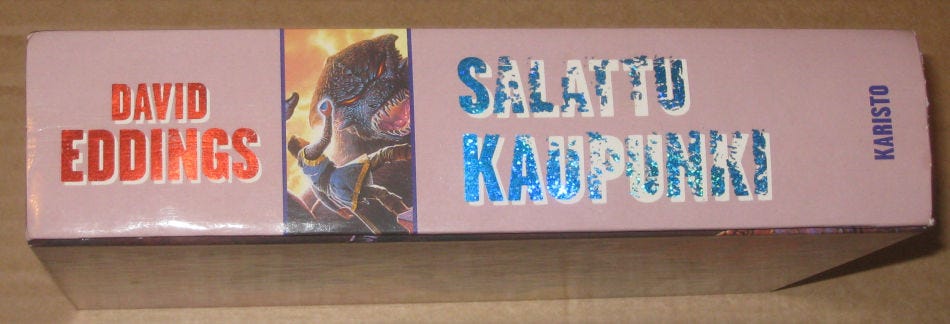 DAVID
EDDINGS
SALATTU
KAUPUNKI
KARISTO